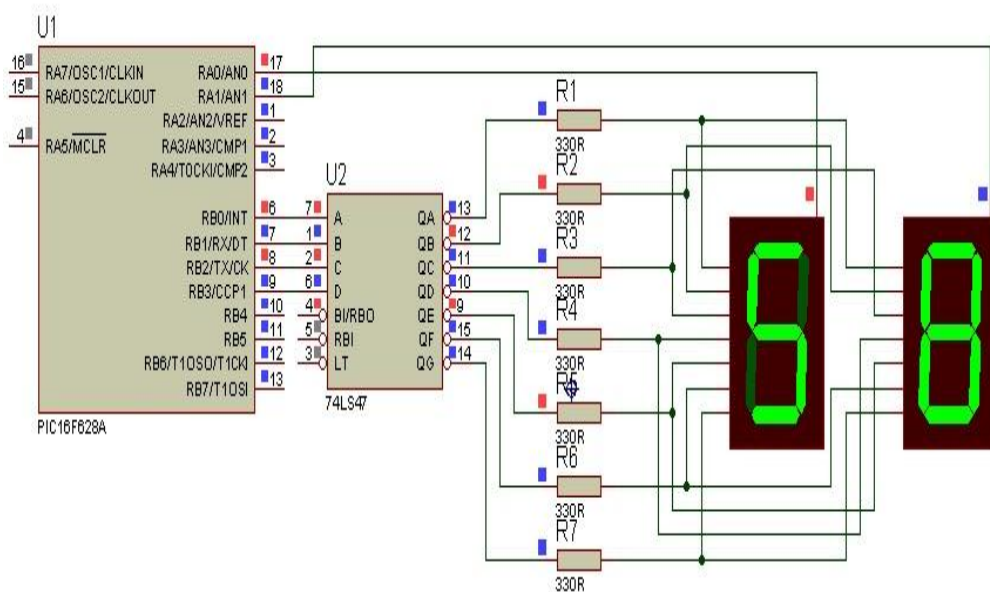 U1
16 RA7/OSC1/CLKIN RA0/AN0 17
15 RA6/OSC2/CLKOUT RA1/AN1 18
RA2/AN2/VREF 1
4 RA5/MCLR RA3/AN3/CMP1 2
RA4/T0CKI/CMP2 3
RB0/INT 6
RB1/RX/DT 7
RB2/TX/CK 8
RB3/CCP1 9
RB4 10
RB5 11
RB6/T1OSO/T1CKI 12
RB7/T1OSI 13
PIC16F628A
U2
7 A QA 13
1 B QB 12
2 C QC 11
6 D QD 10
4 BI/RBO QE 9
5 RBI QF 15
3 LT QG 14
74LS47
R1
330R
R2
330R
R3
330R
R4
330R
R5
330R
R6
330R
R7
330R
5
8